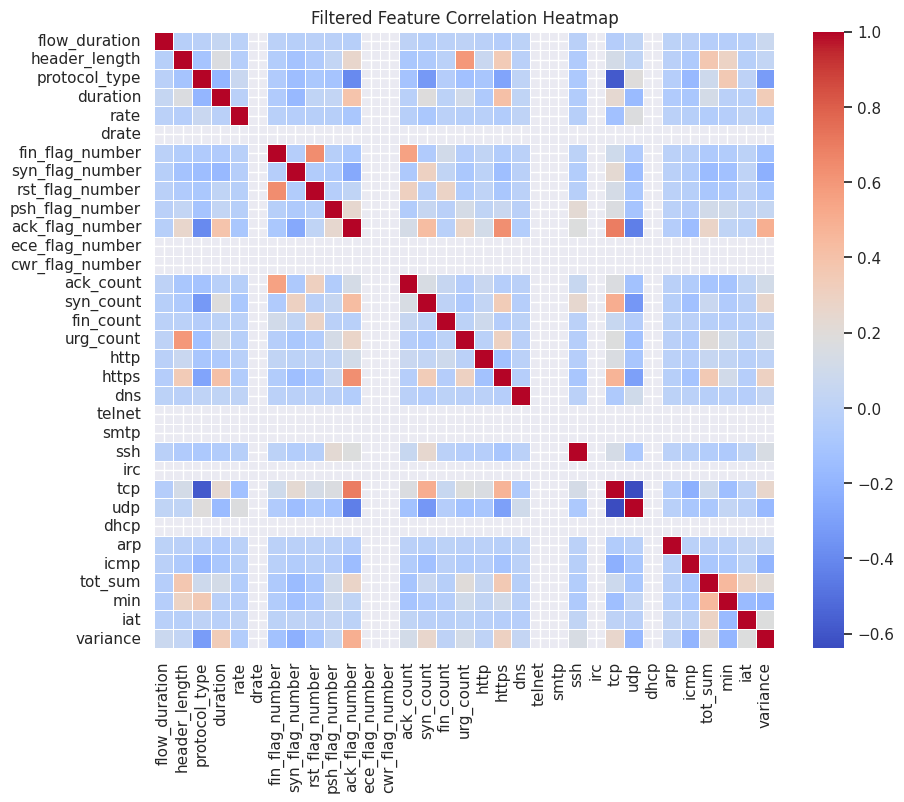 Filtered Feature Correlation Heatmap
flow_duration
header_length
protocol_type
duration
rate
drate
fin_flag_number
syn_flag_number
rst_flag_number
psh_flag_number
ack_flag_number
ece_flag_number
cwr_flag_number
ack_count
syn_count
fin_count
urg_count
http
https
dns
telnet
smtp
ssh
irc
tcp
udp
dhcp
arp
icmp
tot_sum
min
iat
variance
flow_duration
header_length
protocol_type
duration
rate
drate
fin_flag_number
syn_flag_number
rst_flag_number
psh_flag_number
ack_flag_number
ece_flag_number
cwr_flag_number
ack_count
syn_count
fin_count
urg_count
http
https
dns
telnet
smtp
ssh
irc
tcp
udp
dhcp
arp
icmp
tot_sum
min
iat
variance
1.0
0.8
0.6
0.4
0.2
0.0
−0.2
−0.4
−0.6